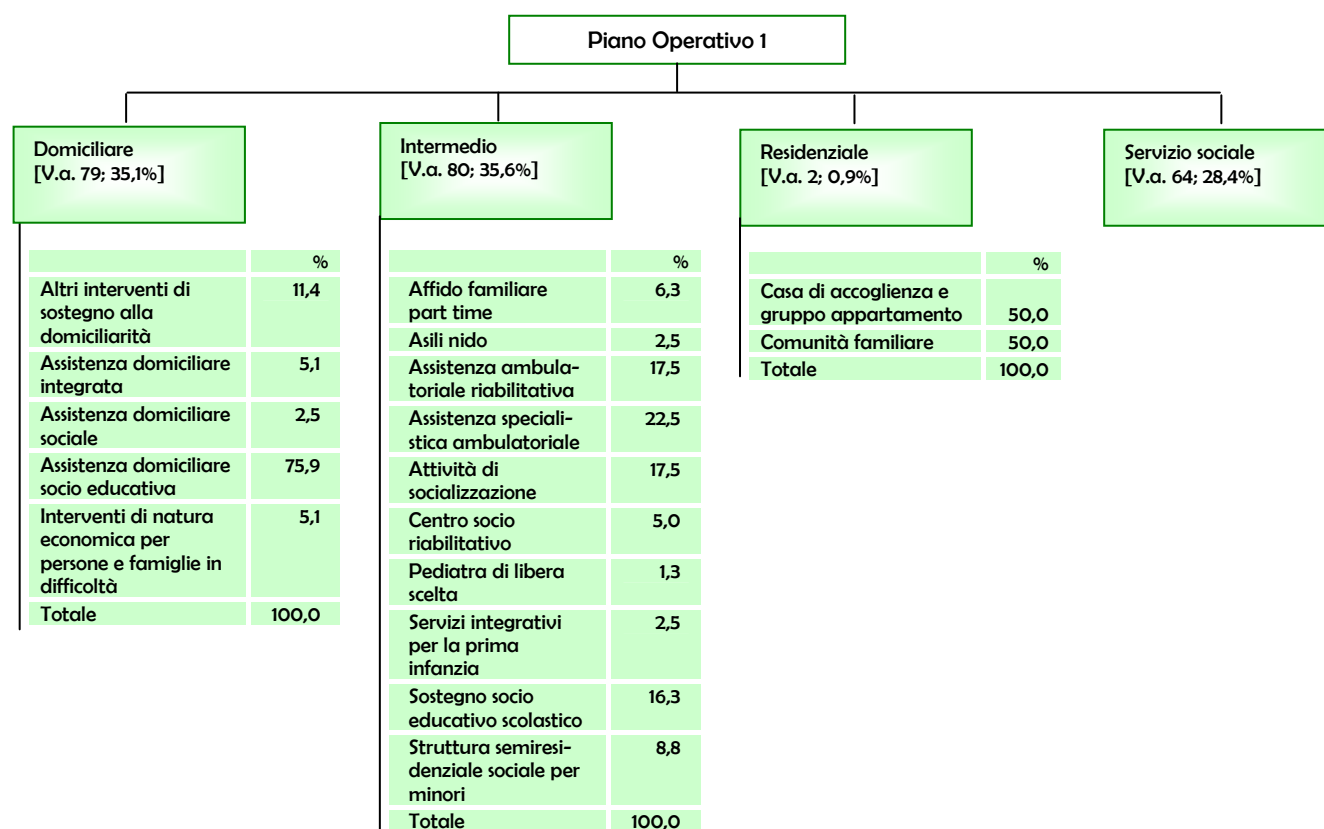 Piano Operativo 1
Domiciliare
[V.a. 79; 35,1%]
Intermedio
[V.a. 80; 35,6%]
Residenziale
[V.a. 2; 0,9%]
Servizio sociale
[V.a. 64; 28,4%]
%
Altri interventi di 11,4
sostegno alla
domiciliarità
Assistenza domiciliare 5,1
integrata
Assistenza domiciliare 2,5
sociale
Assistenza domiciliare 75,9
socio educativa
Interventi di natura 5,1
economica per
persone e famiglie in
difficoltà
Totale 100,0
%
Affido familiare 6,3
part time
Asili nido 2,5
Assistenza ambula- 17,5
toriale riabilitativa
Assistenza speciali- 22,5
stica ambulatoriale
Attività di 17,5
socializzazione
Centro socio 5,0
riabilitativo
Pediatra di libera 1,3
scelta
Servizi integrativi 2,5
per la prima
infanzia
Sostegno socio 16,3
educativo scolastico
Struttura semiresi- 8,8
denziale sociale per
minori
Totale 100,0
%
Casa di accoglienza e
gruppo appartamento 50,0
Comunità familiare 50,0
Totale 100,0